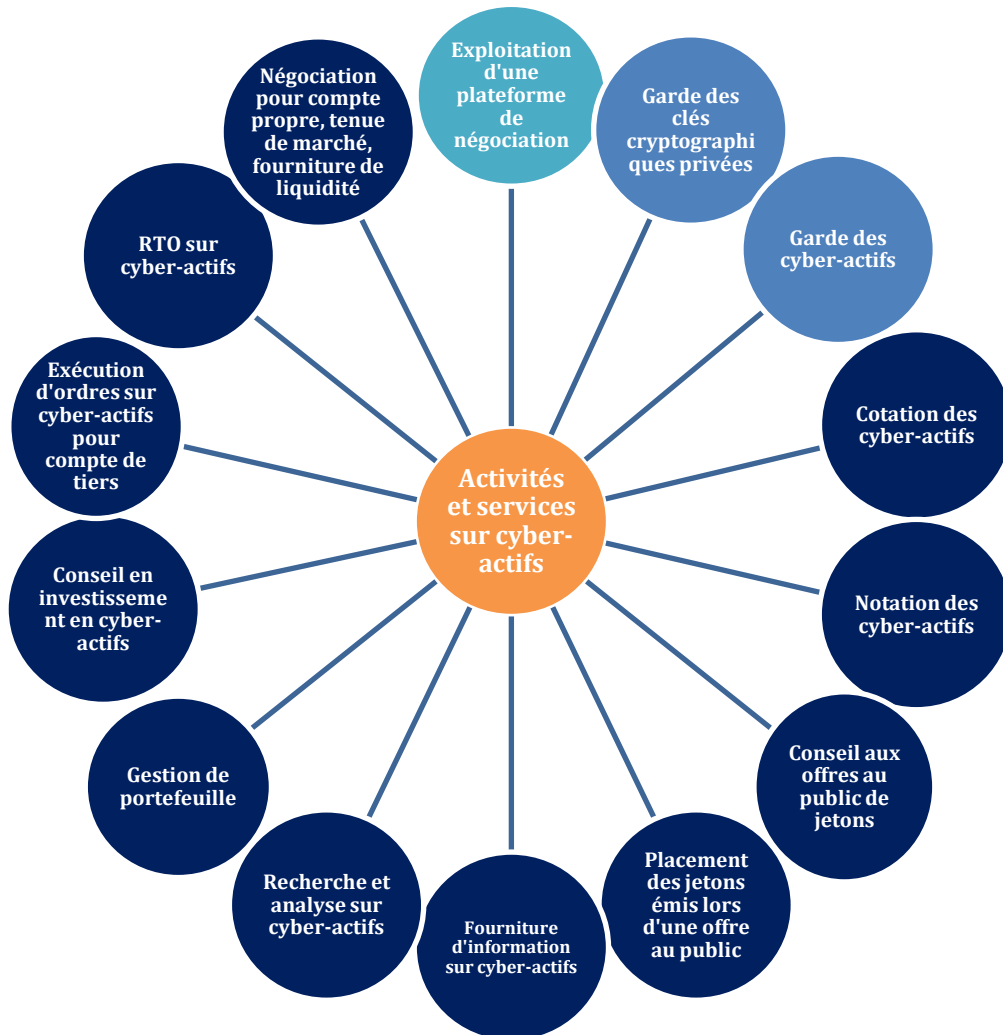 Exploitation
d'une
plateforme
de
négociation
Garde des
clés
cryptographi
ques privées
Garde des
cyber-actifs
Cotation des
cyber-actifs
Notation des
cyber-actifs
Conseil aux
offres au
public de
jetons
Placement
des jetons
émis lors
d'une offre
au public
Fourniture
d'information
sur cyber-actifs
Recherche et
analyse sur
cyber-actifs
Gestion de
portefeuille
Conseil en
investisseme
nt en cyber-
actifs
Exécution
d'ordres sur
cyber-actifs
pour
compte de
tiers
RTO sur
cyber-actifs
Négociation
pour compte
propre, tenue
de marché,
fourniture de
liquidité
Activités
et services
sur cyber-
actifs